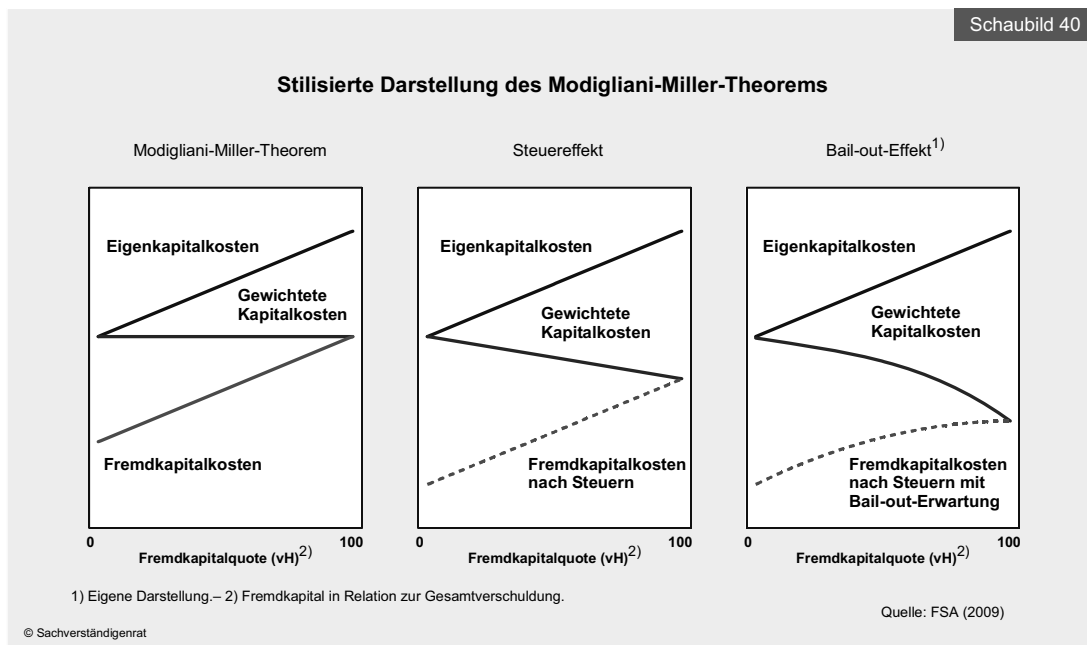 Schaubild 40
Stilisierte Darstellung des Modigliani-Miller-Theorems
Modigliani-Miller-Theorem
Eigenkapitalkosten
Gewichtete
Kapitalkosten
Fremdkapitalkosten
0
100
Fremdkapitalquote (vH)2)
Steuereffekt
Eigenkapitalkosten
Gewichtete
Kapitalkosten
Fremdkapitalkosten
nach Steuern
0
100
Fremdkapitalquote (vH)2)
Bail-out-Effekt1)
Eigenkapitalkosten
Gewichtete
Kapitalkosten
Fremdkapitalkosten
nach Steuern mit
Bail-out-Erwartung
0
100
Fremdkapitalquote (vH)2)
1) Eigene Darstellung.– 2) Fremdkapital in Relation zur Gesamtverschuldung.
Quelle: FSA (2009)
© Sachverständigenrat